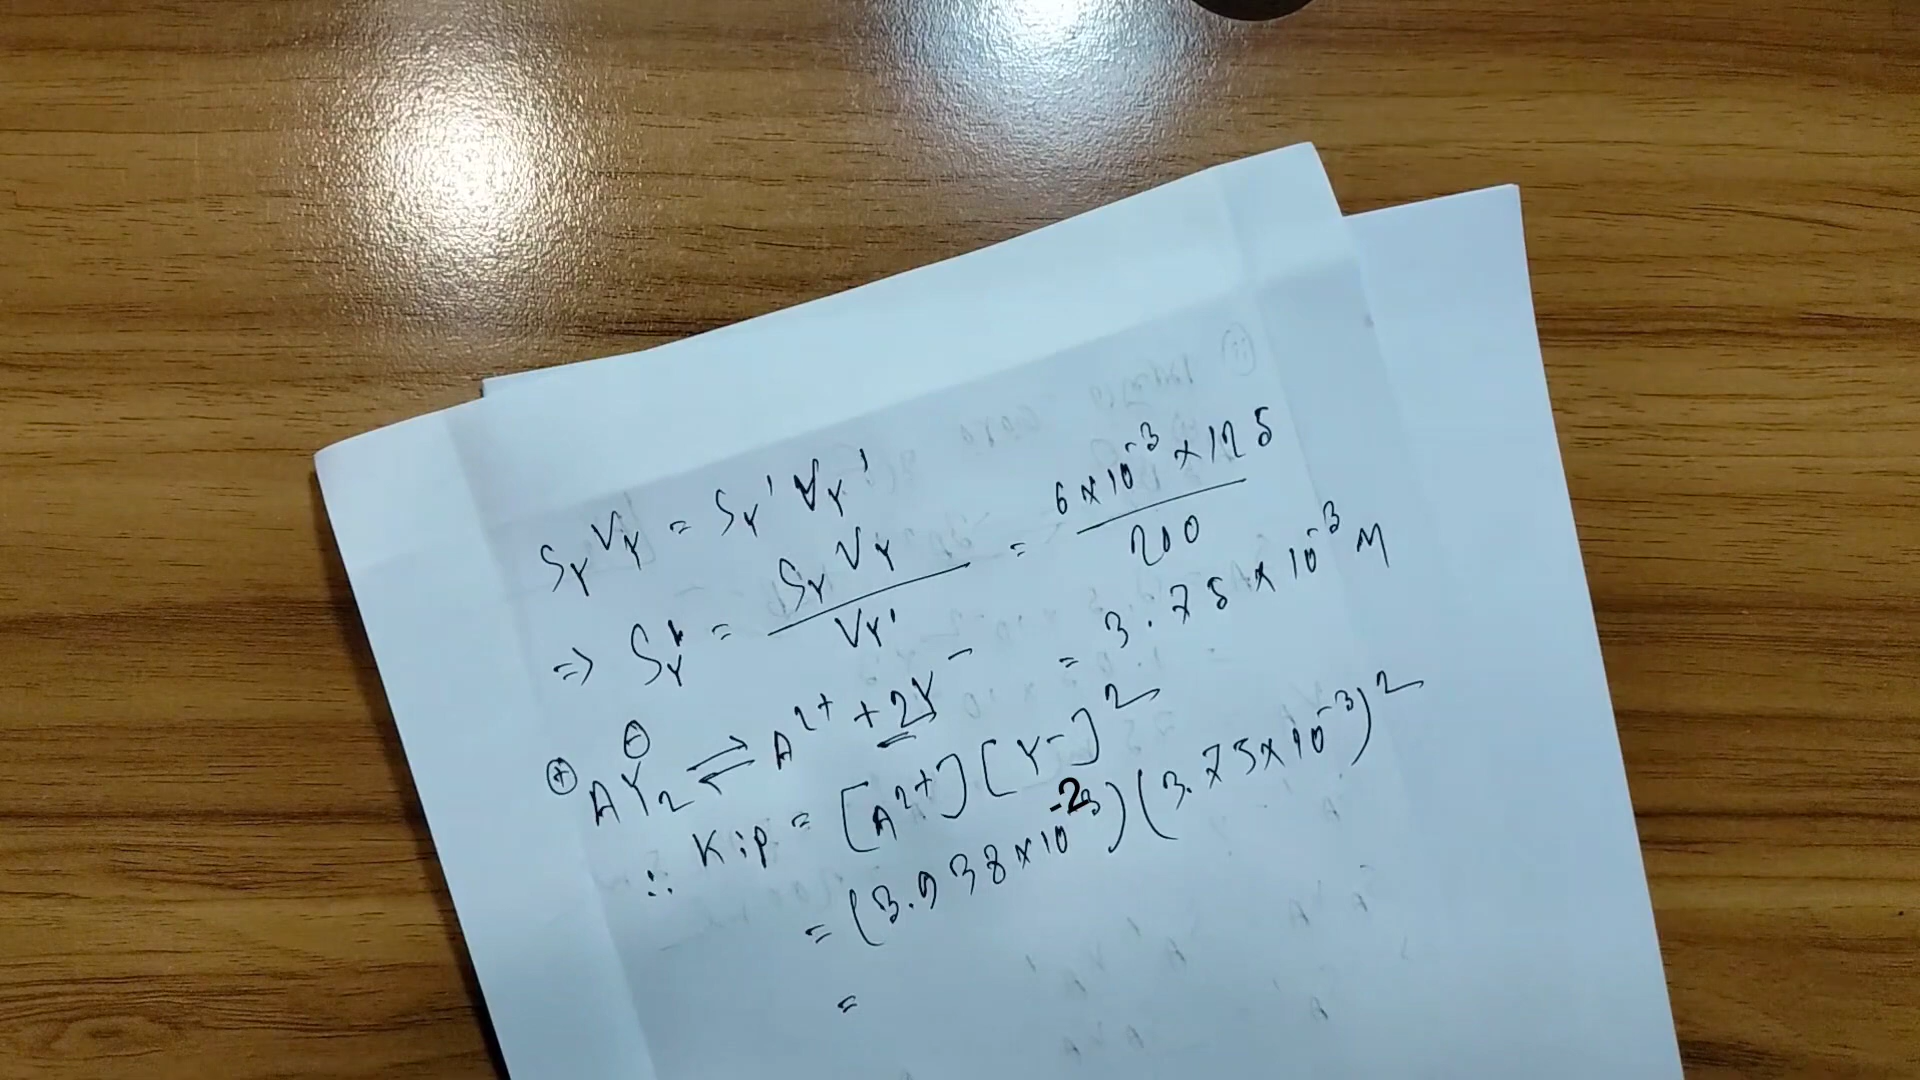 S_Y V_Y = S_Y' V_Y'
=> S_Y' = S_Y V_Y / V_Y' = 6 × 10^-3 × 125 / 200
= 3.75 × 10^-3 M
⊕ ⊖
AY_2 ⇌ A^2+ + 2Y^-
∴ Kip = [A^2+] [Y^-]^2
= (3.938 × 10^-2) (3.75 × 10^-3)^2
=